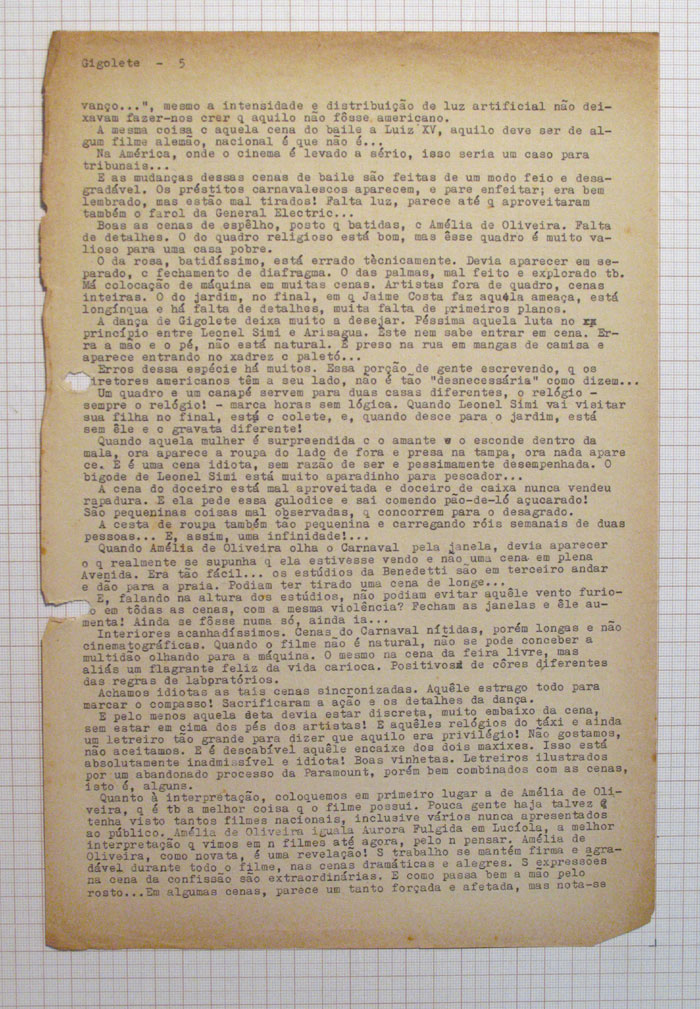 Gigolete - 5
vanço...", mesmo a intensidade e distribuição de luz artificial não dei-
xavam fazer-nos crer q aquilo não fôsse americano.
A mesma coisa c aquela cena do baile a Luiz XV, aquilo deve ser de al-
gum filme alemão, nacional é que não é...
Na América, onde o cinema é levado a sério, isso seria um caso para
tribunais...
E as mudanças dessas cenas de baile são feitas de um modo feio e desa-
gradável. Os préstitos carnavalescos aparecem, e pare enfeitar; era bem
lembrado, mas estão mal tirados! Falta luz, parece até q aproveitaram
também o farol da General Electric...
Boas as cenas de espêlho, posto q batidas, c Amélia de Oliveira. Falta
de detalhes. O do quadro religioso está bom, mas êsse quadro é muito va-
lioso para uma casa pobre.
O da rosa, batidíssimo, está errado tècnicamente. Devia aparecer em se-
parado, c fechamento de diafragma. O das palmas, mal feito e explorado tb.
Má colocação de máquina em muitas cenas. Artistas fora de quadro, cenas
inteiras. O do jardim, no final, em q Jaime Costa faz aquela ameaça, está
longínqua e há falta de detalhes, muita falta de primeiros planos.
A dança de Gigolete deixa muito a desejar. Péssima aquela luta no
princípio entre Leonel Simi e Arisagua. Êste nem sabe entrar em cena. Er-
ra a mão e o pé, não está natural. É preso na rua em mangas de camisa e
aparece entrando no xadrez c paletó...
Erros dessa espécie há muitos. Essa porção de gente escrevendo, q os
iretores americanos têm a seu lado, não é tão "desnecessária" como dizem...
Um quadro e um canapé servem para duas casas diferentes, o relógio -
sempre o relógio! - marca horas sem lógica. Quando Leonel Simi vai visitar
sua filha no final, está c colete, e, quando desce para o jardim, está
sem êle e c gravata diferente!
Quando aquela mulher é surpreendida c o amante e o esconde dentro da
mala, ora aparece a roupa do lado de fora e presa na tampa, ora nada apare
ce. E é uma cena idiota, sem razão de ser e pessimamente desempenhada. O
bigode de Leonel Simi está muito aparadinho para pescador...
A cena do doceiro está mal aproveitada e doceiro de caixa nunca vendeu
rapadura. E ela pede essa gulodice e sai comendo pão-de-ló açucarado!
São pequeninas coisas mal observadas, q concorrem para o desagrado.
A cesta de roupa também tão pequenina e carregando róis semanais de duas
pessoas... E, assim, uma infinidade!...
Quando Amélia de Oliveira olha o Carnaval pela janela, devia aparecer
o q realmente se supunha q ela estivesse vendo e não uma cena em plena
Avenida. Era tão fácil... os estúdios da Benedetti são em terceiro andar
e dão para a praia. Podiam ter tirado uma cena de longe...
E, falando na altura dos estúdios, não podiam evitar aquêle vento furio-
o em tôdas as cenas, com a mesma violência? Fecham as janelas e êle au-
menta! Ainda se fôsse numa só, ainda ia...
Interiores acanhadíssimos. Cenas do Carnaval nítidas, porém longas e não
cinematográficas. Quando o filme não é natural, não se pode conceber a
multidão olhando para a máquina. O mesmo na cena da feira livre, mas
aliás um flagrante feliz da vida carioca. Positivos de côres diferentes
das regras de labpratórios.
Achamos idiotas as tais cenas sincronizadas. Aquêle estrago todo para
marcar o compasso! Sacrificaram a ação e os detalhes da dança.
E pelo menos aquela seta devia estar discreta, muito embaixo da cena,
sem estar em cima dos pés dos artistas! E aquêles relógios do táxi e ainda
um letreiro tão grande para dizer que aquilo era privilégio! Não gostamos,
não aceitamos. E é descabível aquêle encaixe dos dois maxixes. Isso está
absolutamente inadmissível e idiota! Boas vinhetas. Letreiros ilustrados
por um abandonado processo da Paramount, porém bem combinados com as cenas,
isto é, alguns.
Quanto à interpretação, coloquemos em primeiro lugar a de Amélia de Oli-
veira, q é tb a melhor coisa q o filme possui. Pouca gente haja talvez q
tenha visto tantos filmes nacionais, inclusive vários nunca apresentados
ao público. Amélia de Oliveira iguala Aurora Fulgida em Lucíola, a melhor
interpretação q vimos em n filmes até agora, pelo n pensar. Amélia de
Oliveira, como novata, é uma revelação! S trabalho se mantém firme e agra-
dável durante todo o filme, nas cenas dramáticas e alegres. S expressões
na cena da confissão são extraordinárias. E como passa bem a mão pelo
rosto...Em algumas cenas, parece um tanto forçada e afetada, mas nota-se